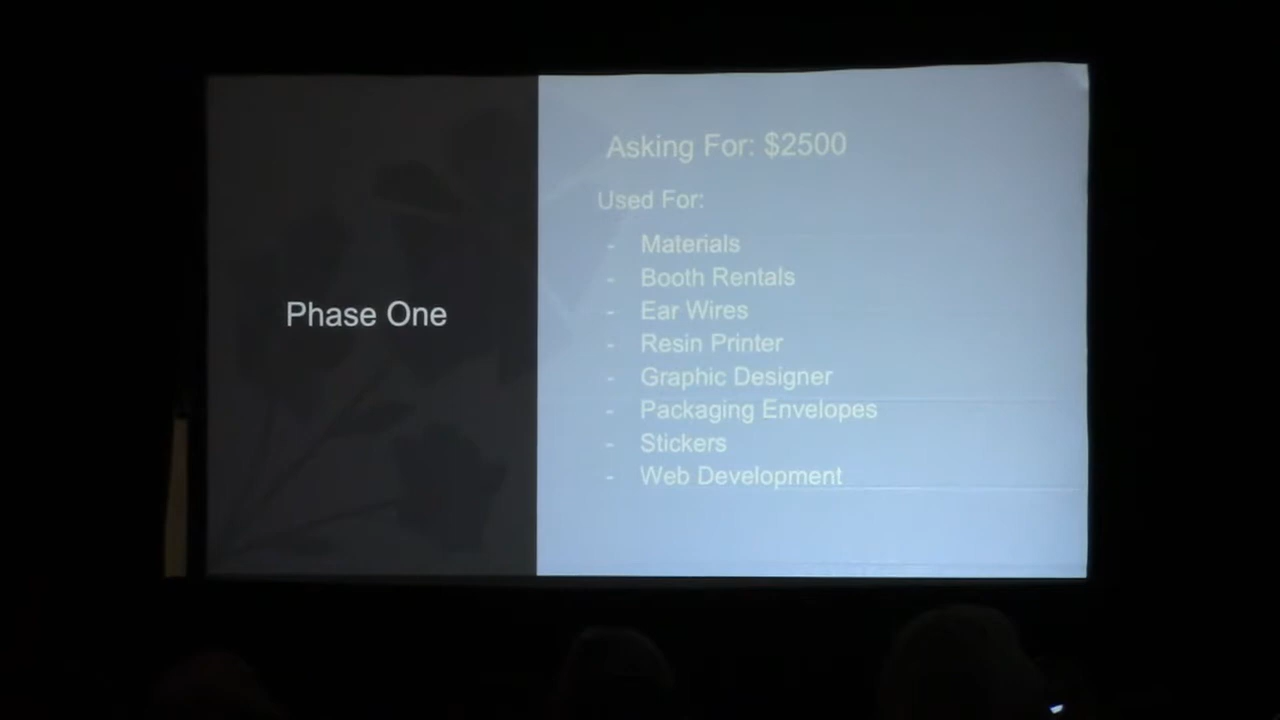 Phase One
Asking For: $2500
Used For:
- Materials
- Booth Rentals
- Ear Wires
- Resin Printer
- Graphic Designer
- Packaging Envelopes
- Stickers
- Web Development